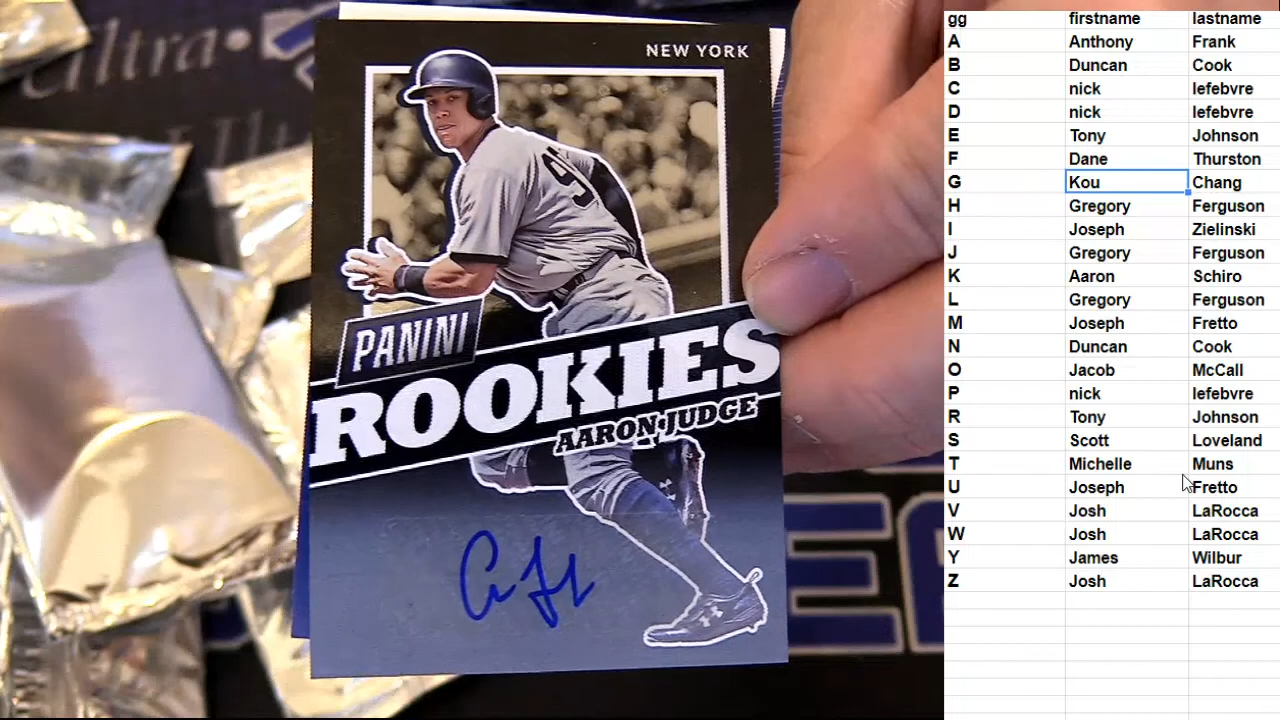 Ultra
Ultra
NEW YORK
PANINI
ROOKIES
AARON JUDGE
gg firstname lastname
A Anthony Frank
B Duncan Cook
C nick lefebvre
D nick lefebvre
E Tony Johnson
F Dane Thurston
G Kou Chang
H Gregory Ferguson
I Joseph Zielinski
J Gregory Ferguson
K Aaron Schiro
L Gregory Ferguson
M Joseph Fretto
N Duncan Cook
O Jacob McCall
P nick lefebvre
R Tony Johnson
S Scott Loveland
T Michelle Muns
U Joseph Fretto
V Josh LaRocca
W Josh LaRocca
Y James Wilbur
Z Josh LaRocca